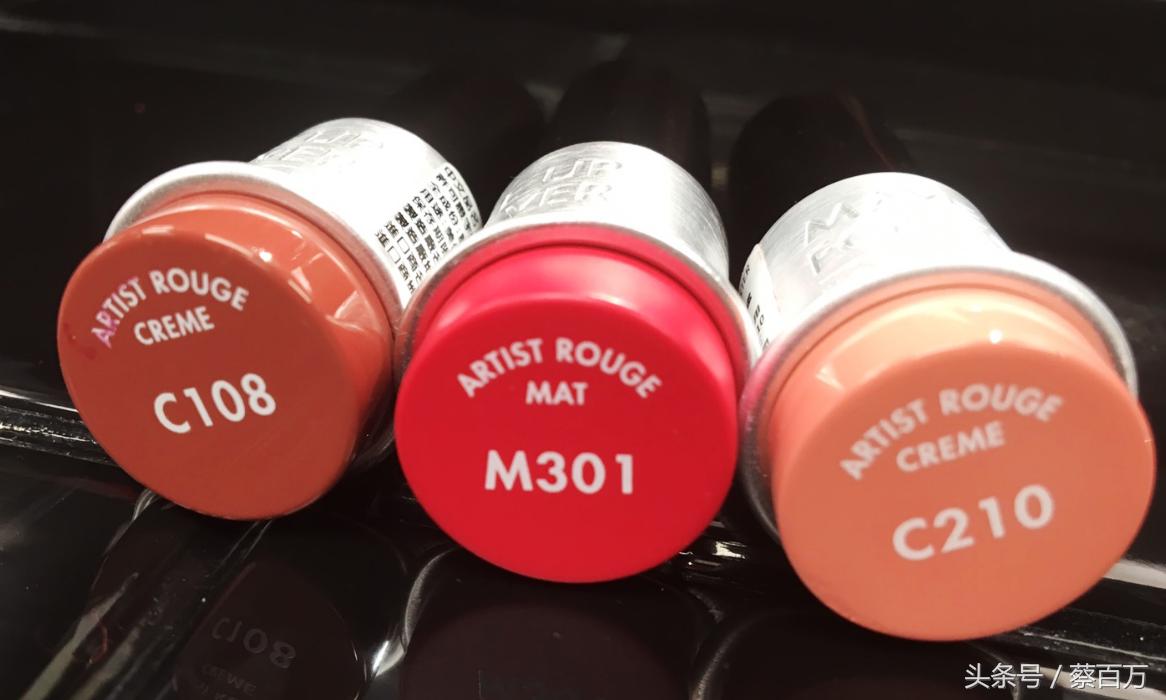 ARTIST ROUGE
CREME
C108
ARTIST ROUGE
MAT
M301
ARTIST ROUGE
CREME
C210
头条号 / 蔡百万